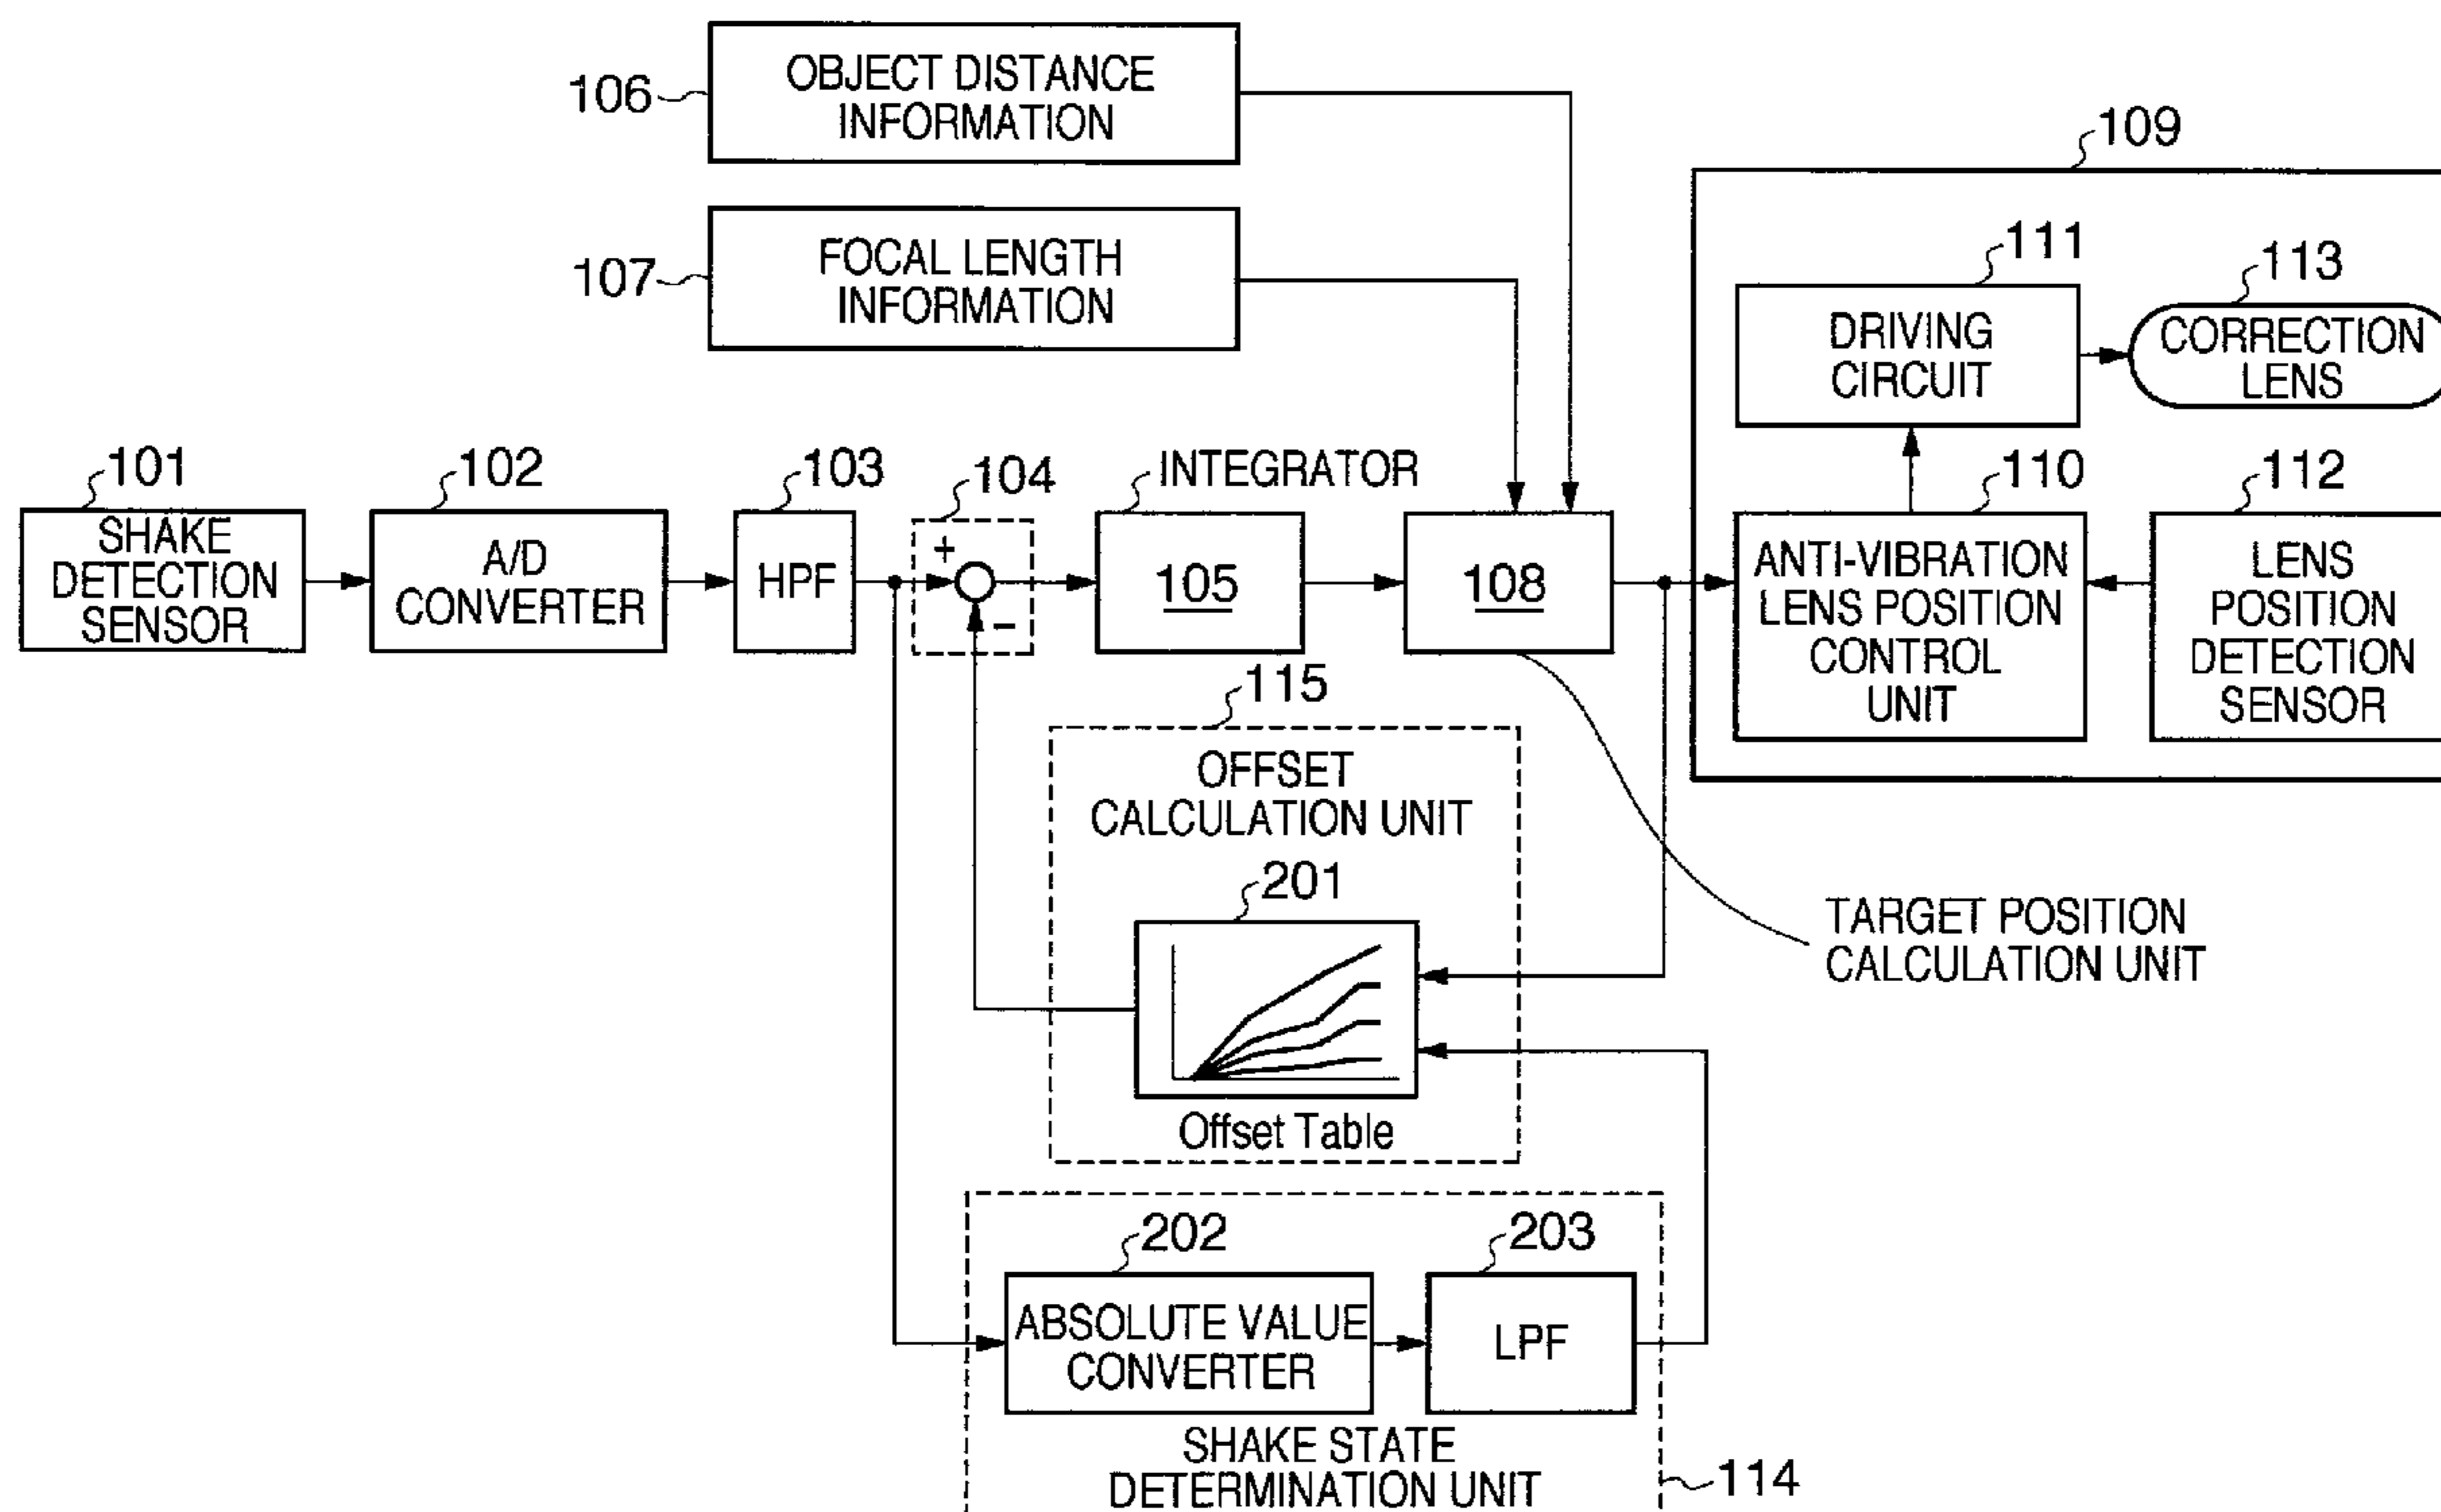 106
OBJECT DISTANCE
INFORMATION
107
FOCAL LENGTH
INFORMATION
109
111
DRIVING
CIRCUIT
113
CORRECTION
LENS
101
SHAKE
DETECTION
SENSOR
102
A/D
CONVERTER
103
HPF
104
+
−
INTEGRATOR
105
108
110
ANTI-VIBRATION
LENS POSITION
CONTROL
UNIT
112
LENS
POSITION
DETECTION
SENSOR
115
OFFSET
CALCULATION UNIT
201
Offset Table
TARGET POSITION
CALCULATION UNIT
202
ABSOLUTE VALUE
CONVERTER
203
LPF
SHAKE STATE
DETERMINATION UNIT
114